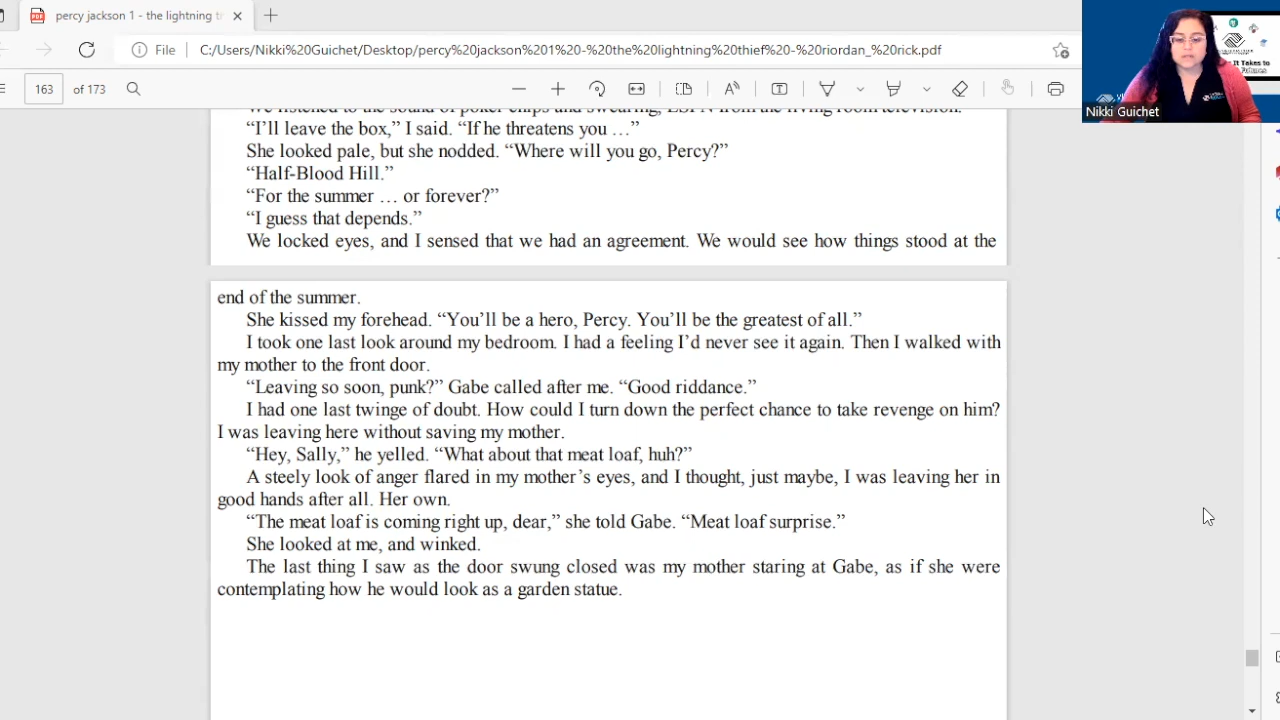 percy jackson 1 - the lightning t
File
C:/Users/Nikki%20Guichet/Desktop/percy%20jackson%201%20-%20the%20lightning%20thief%20-%20riordan_%20rick.pdf
163 of 173
Nikki Guichet
It Takes to
“I’ll leave the box,” I said. “If he threatens you …”
She looked pale, but she nodded. “Where will you go, Percy?”
“Half-Blood Hill.”
“For the summer … or forever?”
“I guess that depends.”
We locked eyes, and I sensed that we had an agreement. We would see how things stood at the
end of the summer.
She kissed my forehead. “You’ll be a hero, Percy. You’ll be the greatest of all.”
I took one last look around my bedroom. I had a feeling I’d never see it again. Then I walked with
my mother to the front door.
“Leaving so soon, punk?” Gabe called after me. “Good riddance.”
I had one last twinge of doubt. How could I turn down the perfect chance to take revenge on him?
I was leaving here without saving my mother.
“Hey, Sally,” he yelled. “What about that meat loaf, huh?”
A steely look of anger flared in my mother’s eyes, and I thought, just maybe, I was leaving her in
good hands after all. Her own.
“The meat loaf is coming right up, dear,” she told Gabe. “Meat loaf surprise.”
She looked at me, and winked.
The last thing I saw as the door swung closed was my mother staring at Gabe, as if she were
contemplating how he would look as a garden statue.